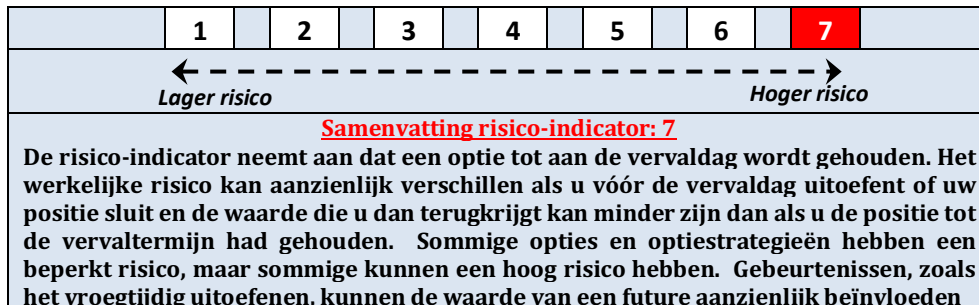 1 2 3 4 5 6 7
Lager risico Hoger risico
Samenvatting risico-indicator: 7
De risico-indicator neemt aan dat een optie tot aan de vervaldag wordt gehouden. Het
werkelijke risico kan aanzienlijk verschillen als u vóór de vervaldag uitoefent of uw
positie sluit en de waarde die u dan terugkrijgt kan minder zijn dan als u de positie tot
de vervaltermijn had gehouden. Sommige opties en optiestrategieën hebben een
beperkt risico, maar sommige kunnen een hoog risico hebben. Gebeurtenissen, zoals
het vroegtijdig uitoefenen, kunnen de waarde van een future aanzienlijk beïnvloeden